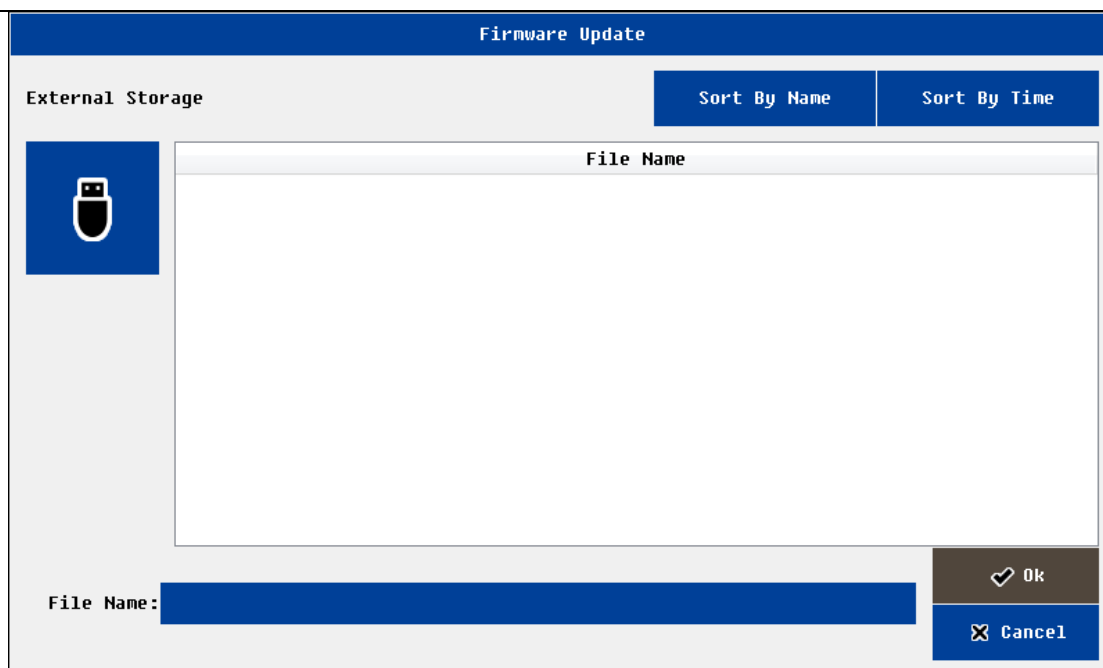 Firmware Update
External Storage
Sort By Name
Sort By Time
File Name
Ok
File Name:
Cancel